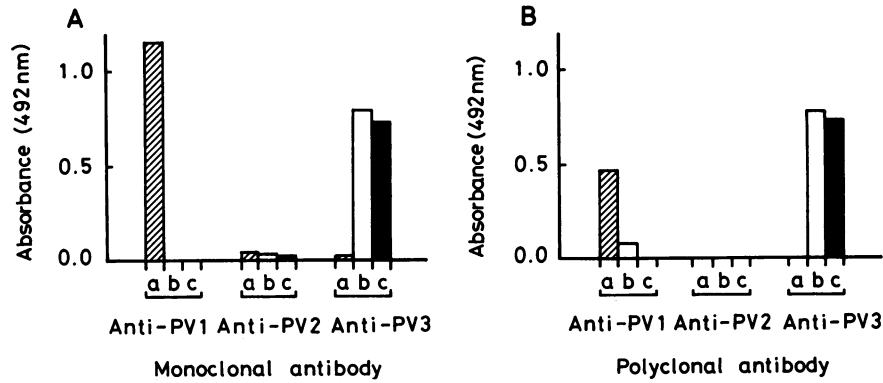 A
Absorbance (492nm)
1.0
0.5
0.0
a b c a b c a b c
Anti-PV1 Anti-PV2 Anti-PV3
Monoclonal antibody
B
Absorbance (492nm)
1.0
0.5
0.0
a b c a b c a b c
Anti-PV1 Anti-PV2 Anti-PV3
Polyclonal antibody